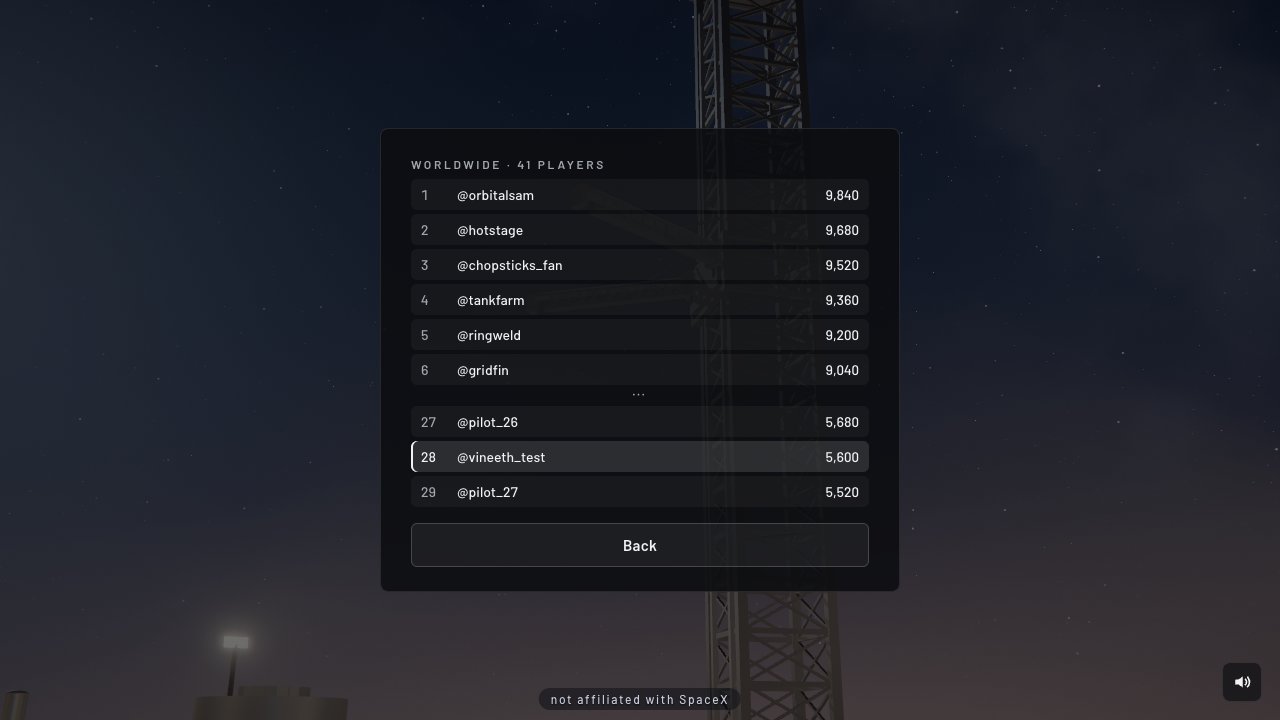 WORLDWIDE · 41 PLAYERS
1 @orbitalsam 9,840
2 @hotstage 9,680
3 @chopsticks_fan 9,520
4 @tankfarm 9,360
5 @ringweld 9,200
6 @gridfin 9,040
...
27 @pilot_26 5,680
28 @vineeth_test 5,600
29 @pilot_27 5,520
Back
not affiliated with SpaceX